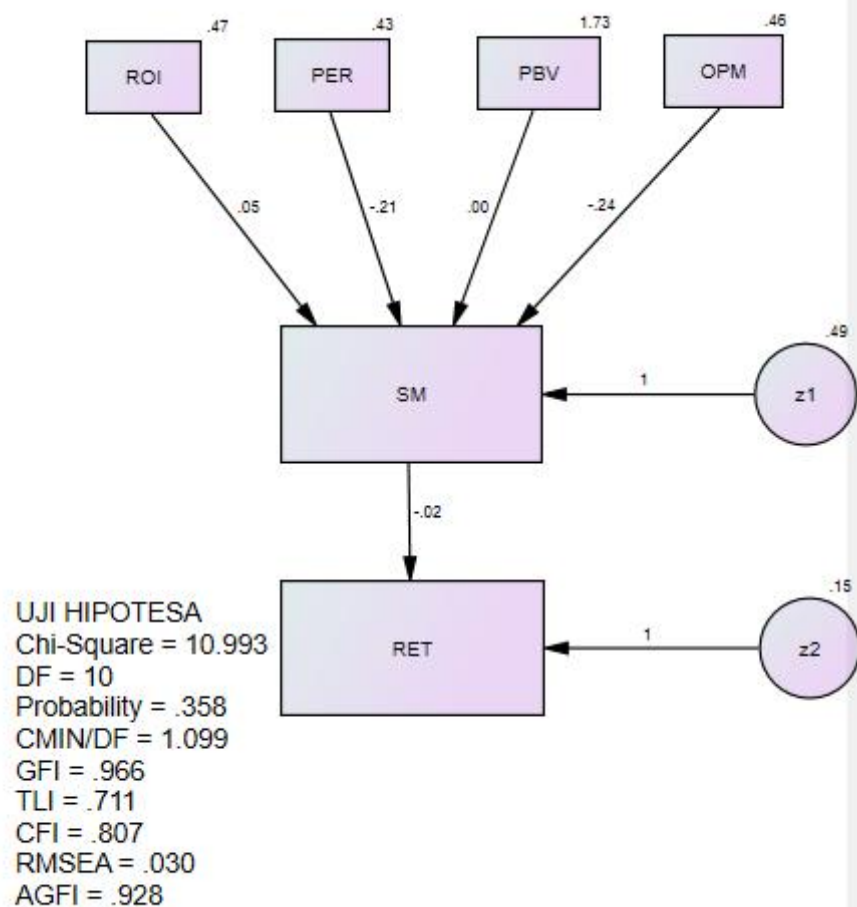 .47 .43 1.73 .46
ROI PER PBV OPM
.05 -.21 .00 -.24
.49
SM 1 z1
-.02
.15
RET 1 z2
UJI HIPOTESA
Chi-Square = 10.993
DF = 10
Probability = .358
CMIN/DF = 1.099
GFI = .966
TLI = .711
CFI = .807
RMSEA = .030
AGFI = .928